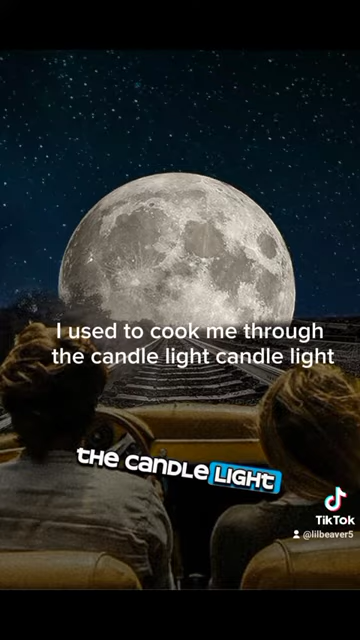 I used to cook me through
the candle light candle light
THE CANDLE LIGHT
TikTok
@lilbeaver5